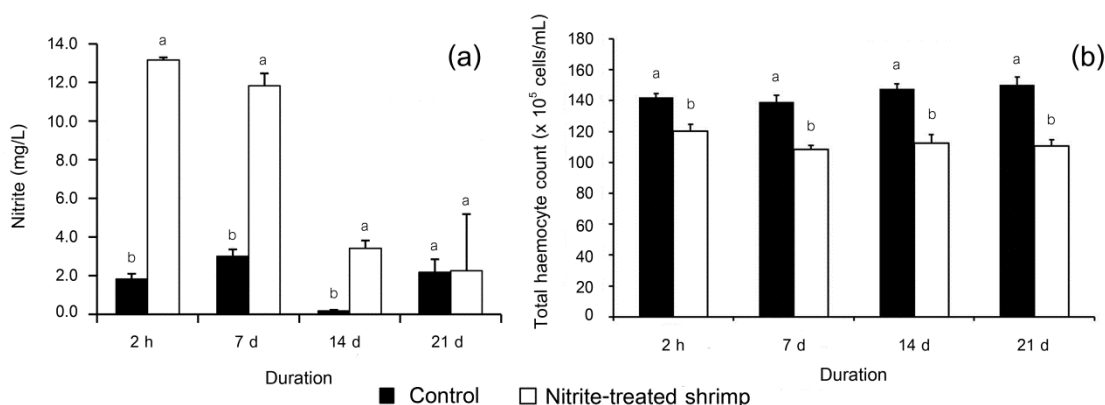 (a)
Nitrite (mg/L)
14.0
12.0
10.0
8.0
6.0
4.0
2.0
0.0
b
a
b
a
b
a
a
a
2 h
7 d
14 d
21 d
Duration
(b)
Total haemocyte count (x 10⁵ cells/mL)
180
160
140
120
100
80
60
40
20
0
a
b
a
b
a
b
a
b
2 h
7 d
14 d
21 d
Duration
Control
Nitrite-treated shrimp